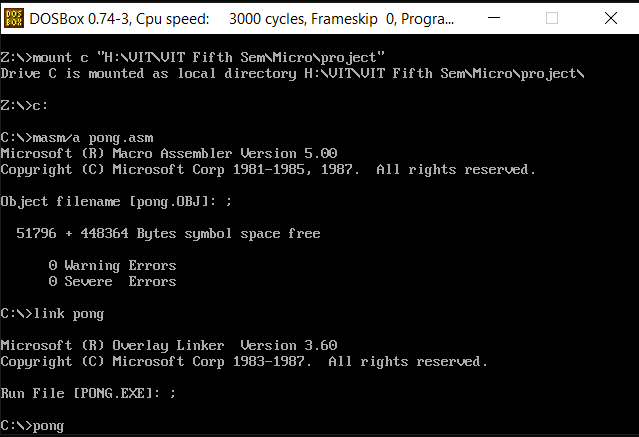 DOS
BOX
DOSBox 0.74-3, Cpu speed:    3000 cycles, Frameskip  0, Progra...
Z:\>mount c "H:\VIT\VIT Fifth Sem\Micro\project"
Drive C is mounted as local directory H:\VIT\VIT Fifth Sem\Micro\project\
Z:\>c:
C:\>masm/a pong.asm
Microsoft (R) Macro Assembler Version 5.00
Copyright (C) Microsoft Corp 1981-1985, 1987.  All rights reserved.
Object filename [pong.OBJ]: ;
  51796 + 448364 Bytes symbol space free
      0 Warning Errors
      0 Severe  Errors
C:\>link pong
Microsoft (R) Overlay Linker  Version 3.60
Copyright (C) Microsoft Corp 1983-1987.  All rights reserved.
Run File [PONG.EXE]: ;
C:\>pong